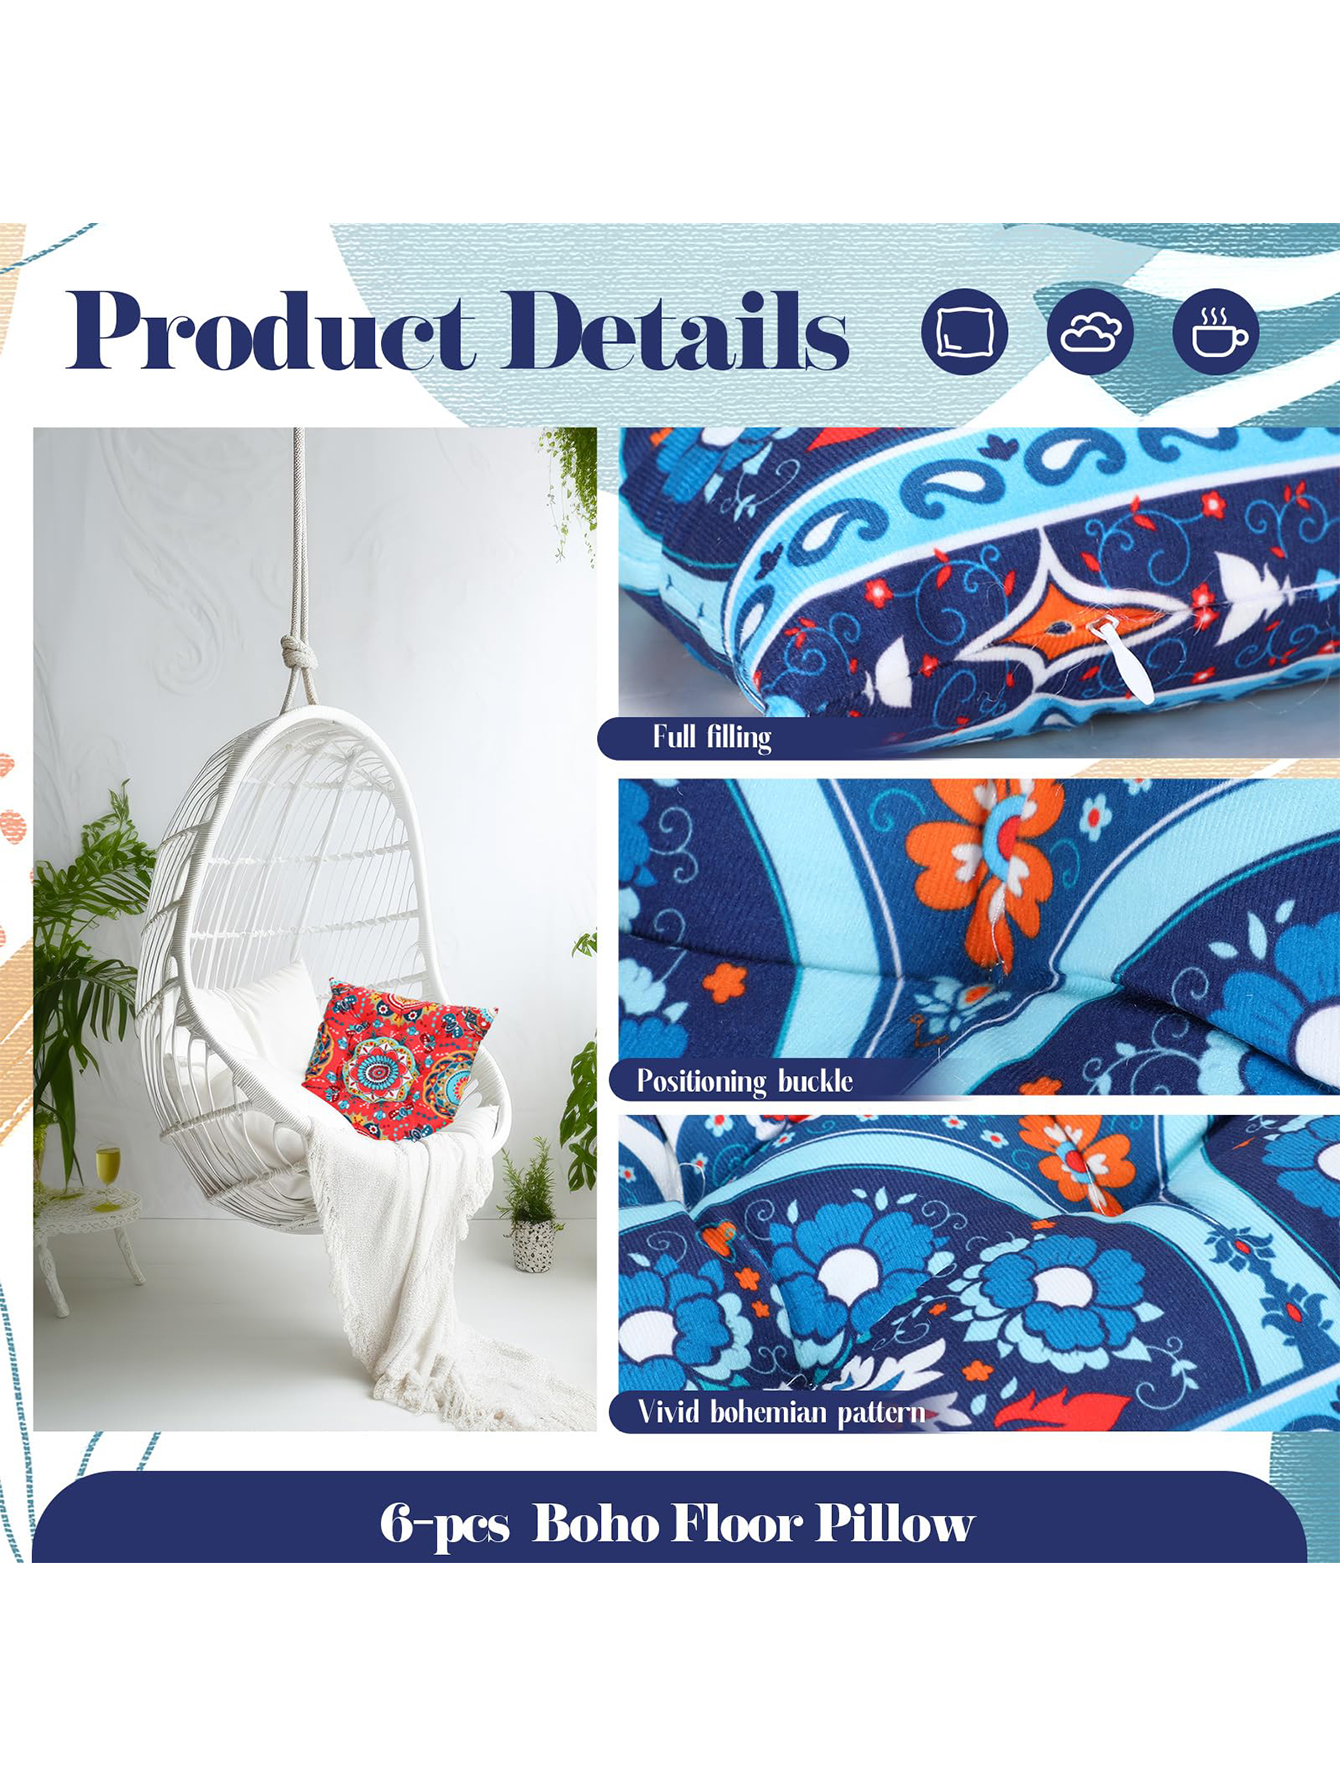 Product Details
Full filling
Positioning buckle
Vivid bohemian pattern
6-pcs Boho Floor Pillow